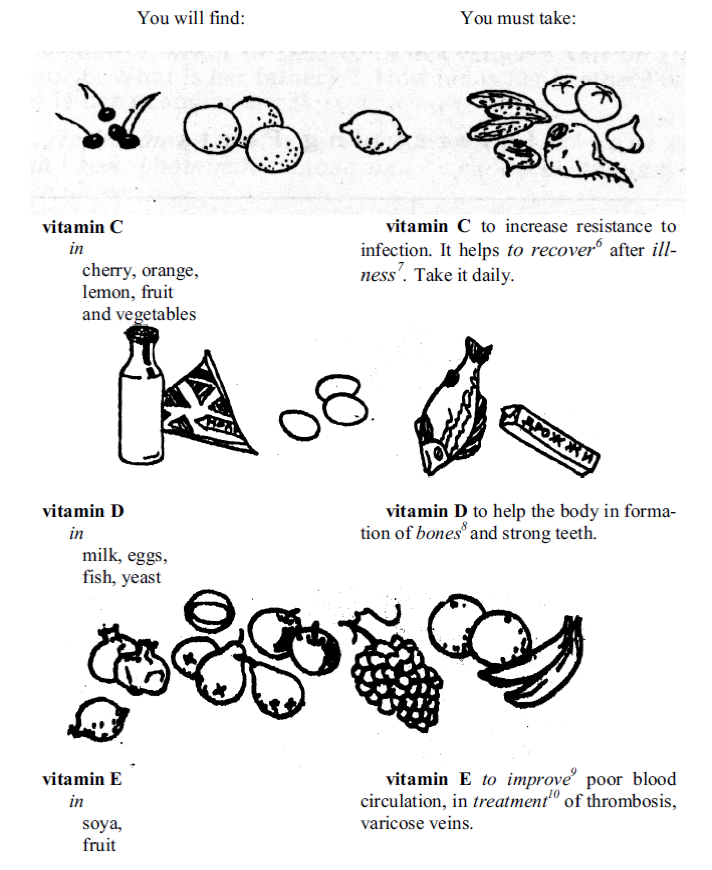 You will find: You must take:
vitamin C
in
cherry, orange,
lemon, fruit
and vegetables
vitamin C to increase resistance to
infection. It helps to recover6 after ill-
ness7. Take it daily.
ДРОЖЖИ
vitamin D
in
milk, eggs,
fish, yeast
vitamin D to help the body in forma-
tion of bones8 and strong teeth.
vitamin E
in
soya,
fruit
vitamin E to improve9 poor blood
circulation, in treatment10 of thrombosis,
varicose veins.